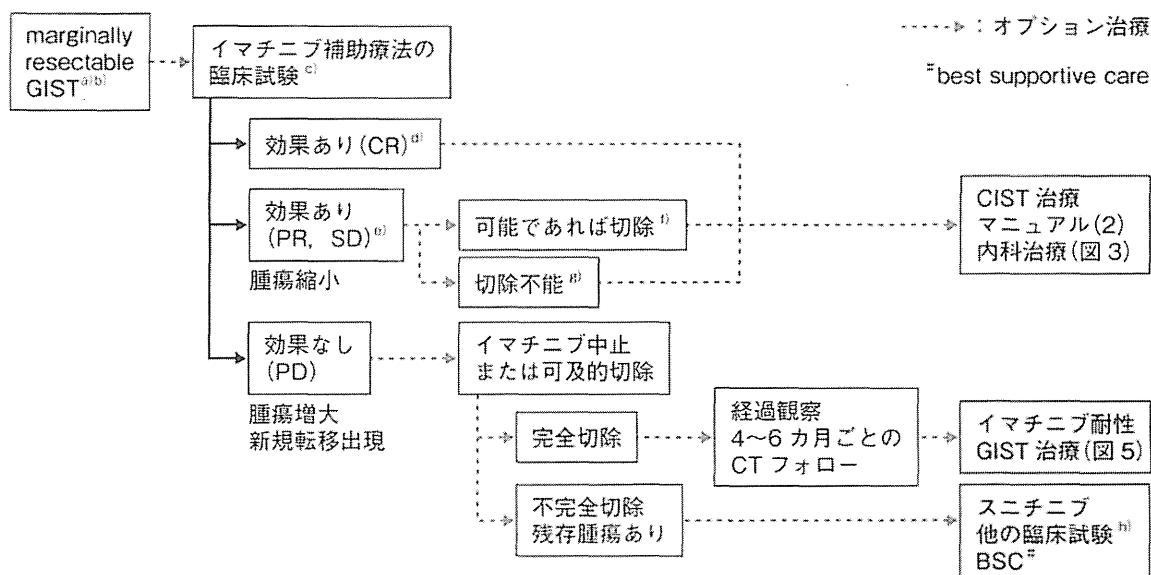 marginally
resectable
GIST a)b)
イマチニブ補助療法の
臨床試験 c)
┄┄▸：オプション治療
#best supportive care
効果あり(CR) d)
効果あり
(PR, SD) e)
腫瘍縮小
可能であれば切除 f)
切除不能 g)
CIST 治療
マニュアル(2)
内科治療(図3)
効果なし
(PD)
腫瘍増大
新規転移出現
イマチニブ中止
または可及的切除
完全切除
経過観察
4〜6 カ月ごとの
CT フォロー
イマチニブ耐性
GIST 治療(図5)
不完全切除
残存腫瘍あり
スニチニブ
他の臨床試験 h)
BSC#